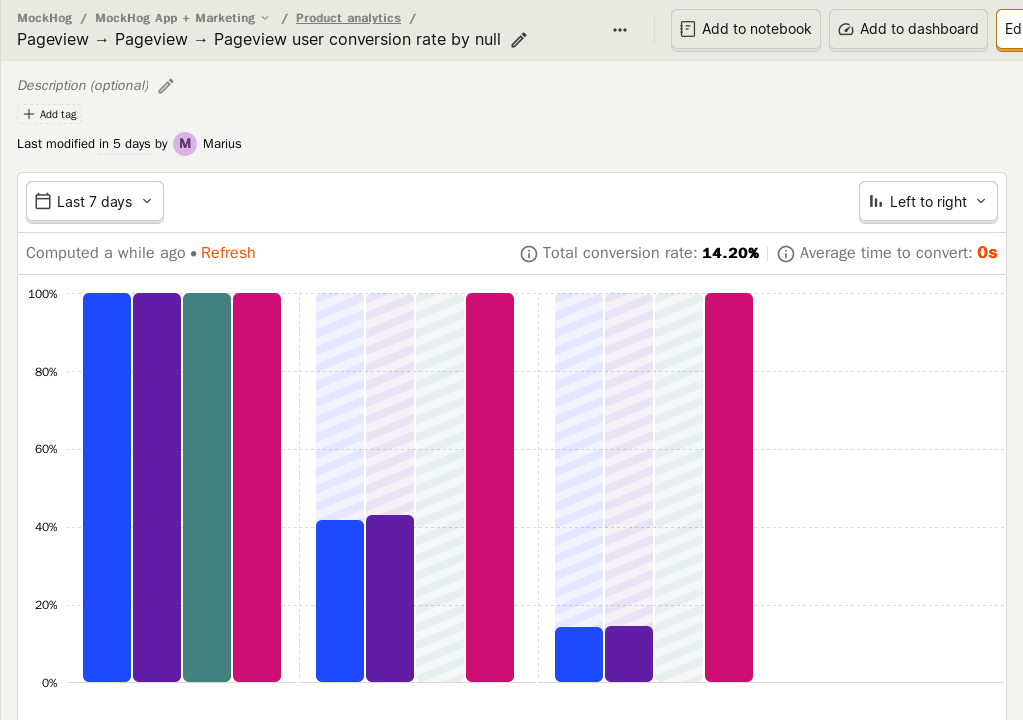 MockHog / MockHog App + Marketing / Product analytics /
Pageview → Pageview → Pageview user conversion rate by null
Add to notebook
Add to dashboard
Ed
Description (optional)
Add tag
Last modified in 5 days by M Marius
Last 7 days
Left to right
Computed a while ago • Refresh
Total conversion rate: 14.20%
Average time to convert: 0s
100%
80%
60%
40%
20%
0%